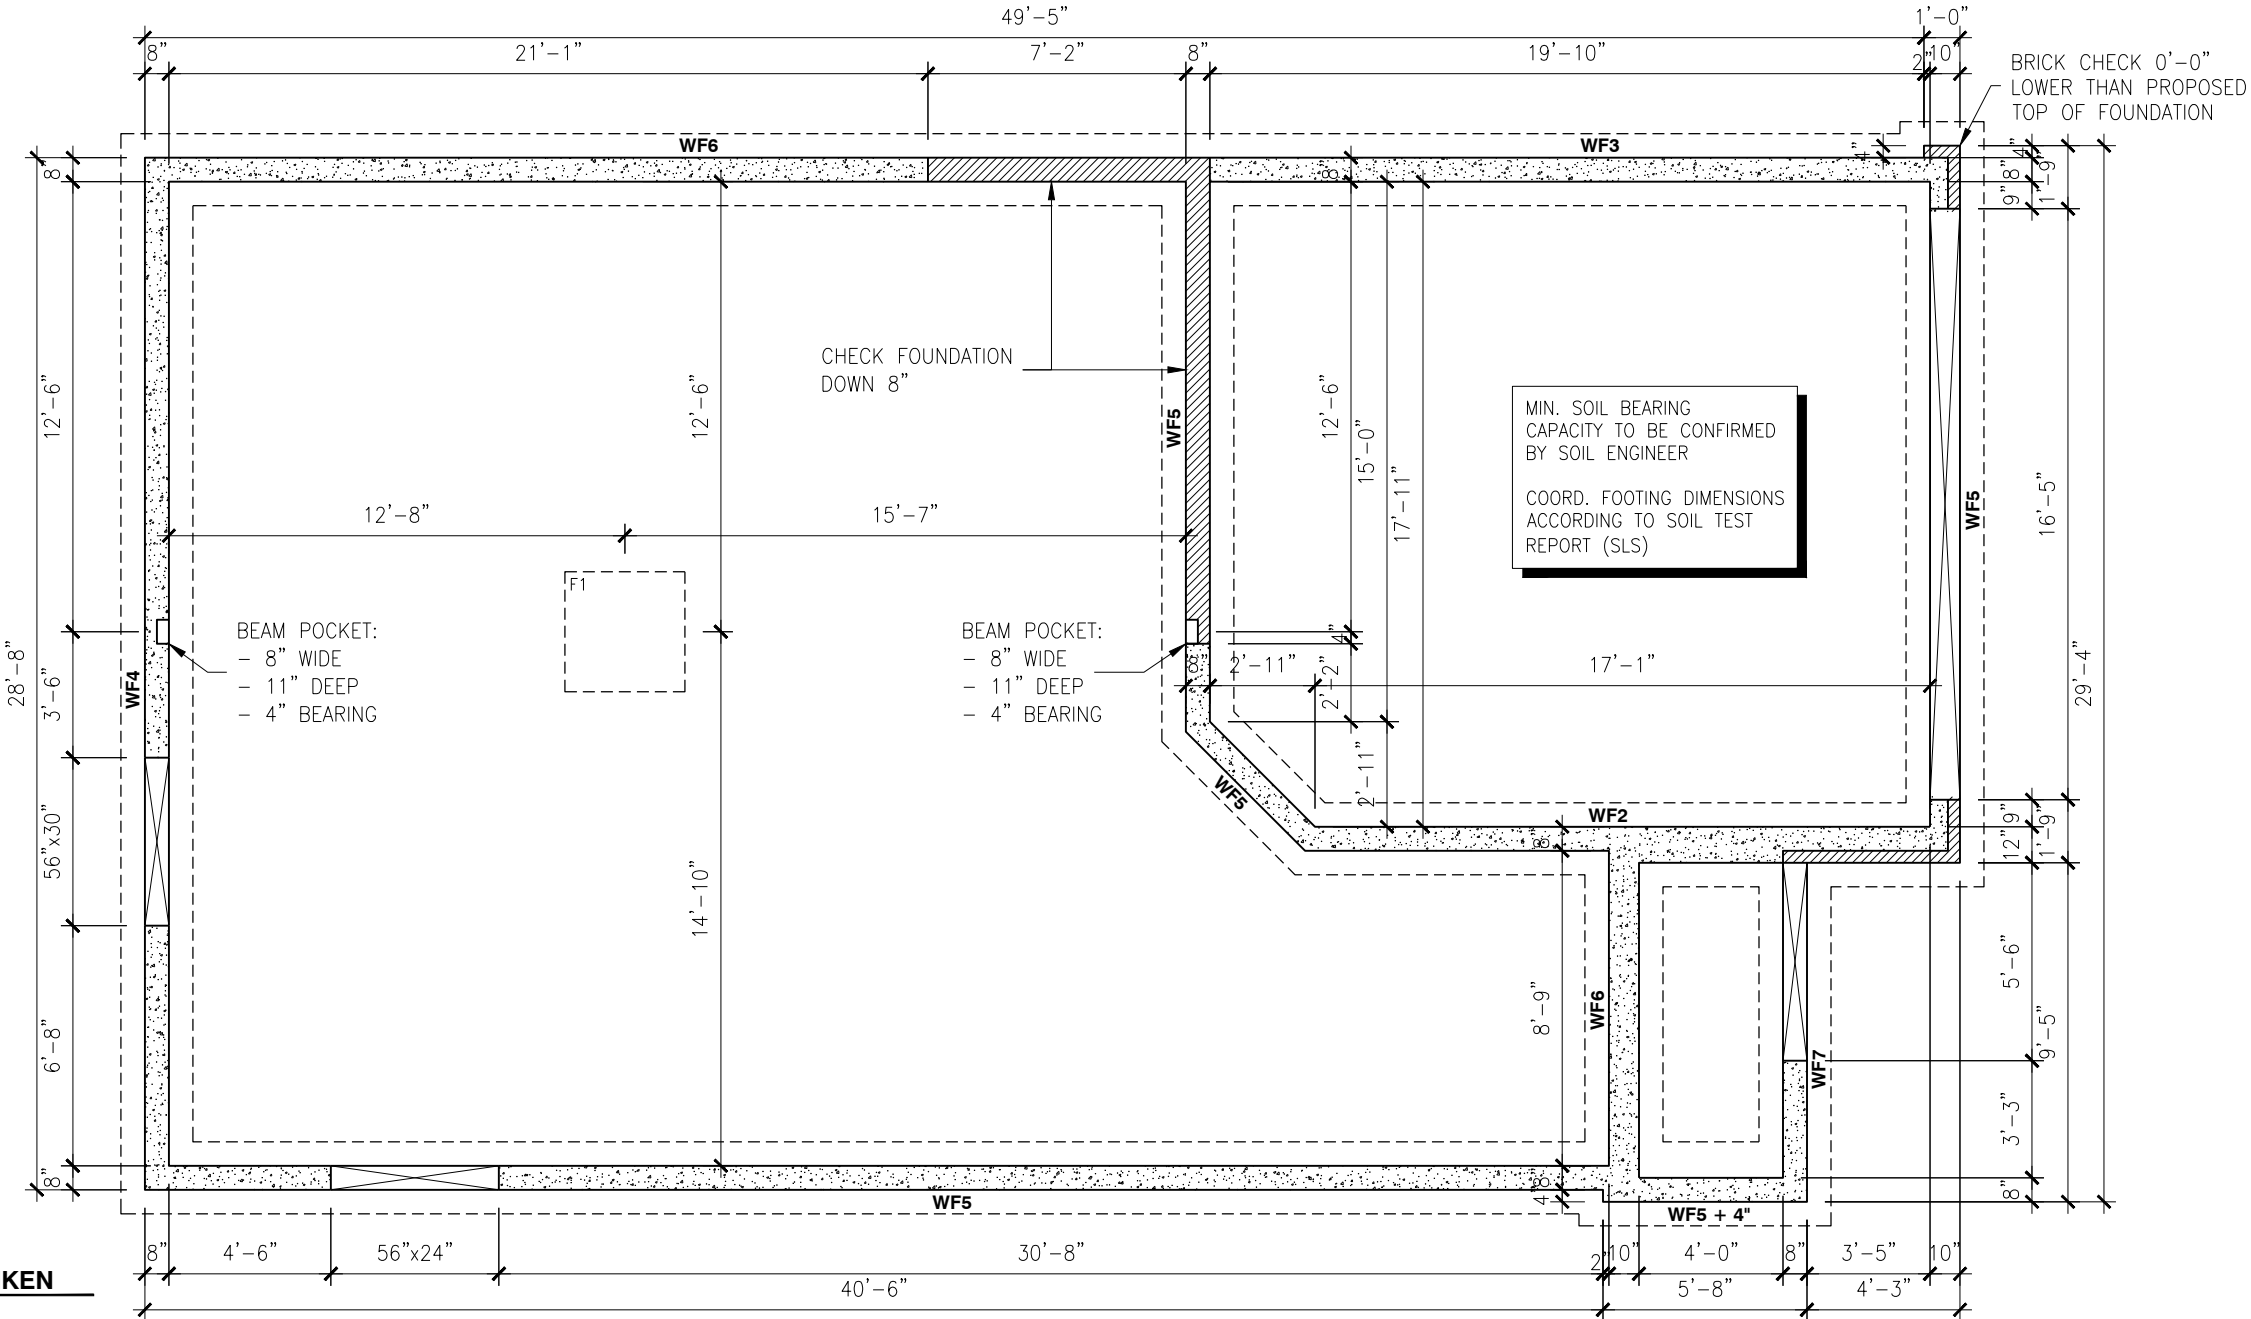 49'-5"
1'-0"
8"
21'-1"
7'-2"
8"
19'-10"
2"
10"
BRICK CHECK 0'-0"
LOWER THAN PROPOSED
TOP OF FOUNDATION
WF6
WF3
4"
8"
8"
4"
8"
9"
1'-9"
12'-6"
12'-6"
CHECK FOUNDATION
DOWN 8"
WF5
12'-6"
15'-0"
17'-11"
MIN. SOIL BEARING
CAPACITY TO BE CONFIRMED
BY SOIL ENGINEER
COORD. FOOTING DIMENSIONS
ACCORDING TO SOIL TEST
REPORT (SLS)
WF5
16'-5"
12'-8"
15'-7"
F1
BEAM POCKET:
- 8" WIDE
- 11" DEEP
- 4" BEARING
BEAM POCKET:
- 8" WIDE
- 11" DEEP
- 4" BEARING
28'-8"
3'-6"
WF4
4"
8"
2'-11"
2'-2"
17'-1"
29'-4"
2'-11"
WF5
WF2
56"x30"
14'-10"
8"
9"
12"
1'-9"
6'-8"
8'-9"
WF6
5'-6"
9'-5"
WF7
3'-3"
8"
8"
4"
8"
WF5
WF5 + 4"
8"
4'-6"
56"x24"
30'-8"
2"
10"
4'-0"
8"
3'-5"
10"
KEN
40'-6"
5'-8"
4'-3"